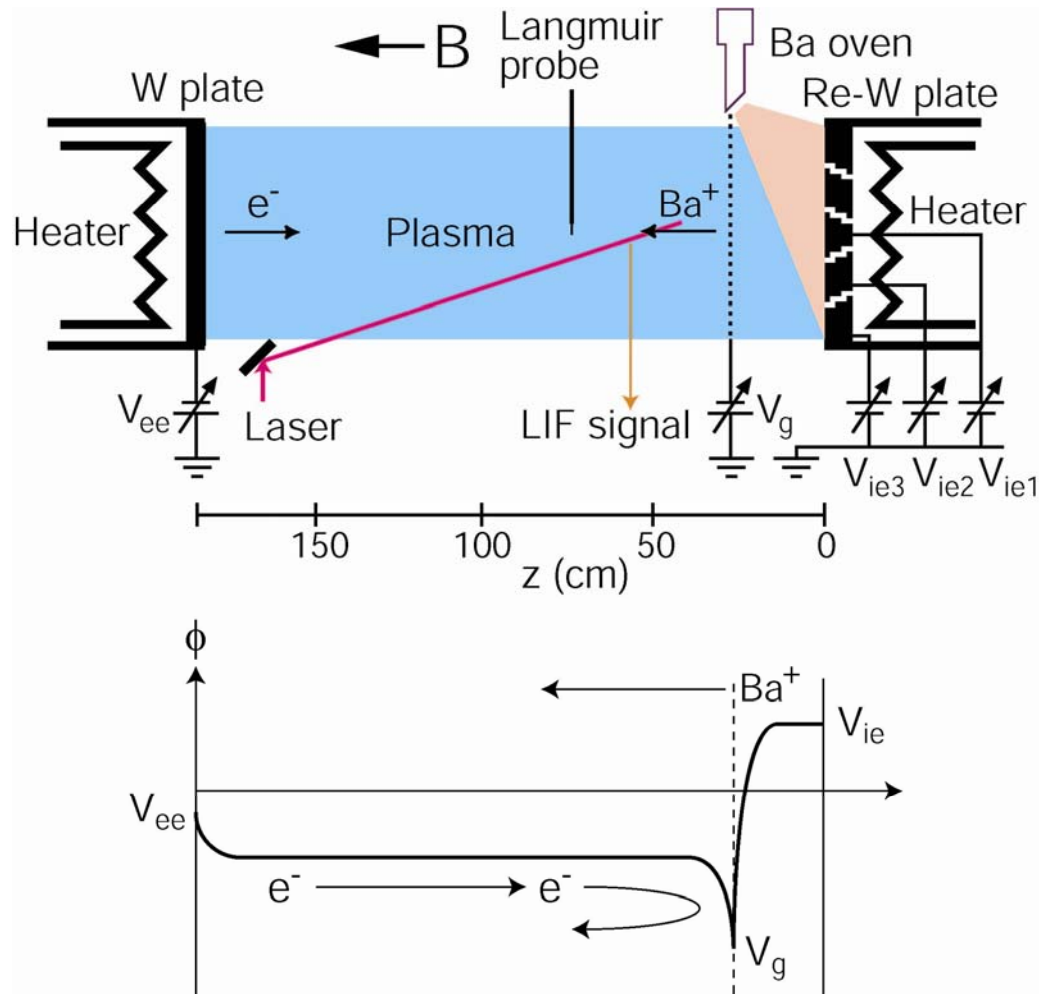 B
Langmuir
probe
Ba oven
W plate
Re-W plate
Heater
e-
Plasma
Ba+
Heater
Vee
Laser
LIF signal
Vg
Vie3 Vie2 Vie1
150 100 50 0
z (cm)
ϕ
Ba+
Vie
Vee
e- e-
Vg